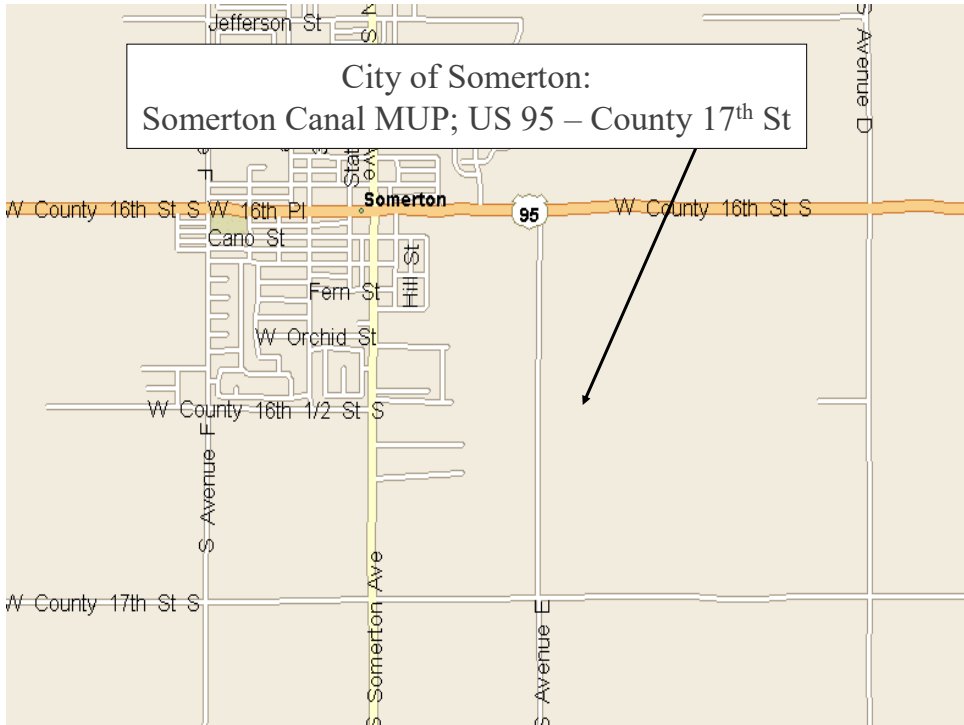 Jefferson St
S Avenue D
City of Somerton:
Somerton Canal MUP; US 95 – County 17th St
W County 16th St S
W 16th Pl
Somerton
95
W County 16th St S
Cano St
Hill St
Fern St
W Orchid St
W County 16th 1/2 St S
S Avenue F
W County 17th St S
S Somerton Ave
S Avenue E